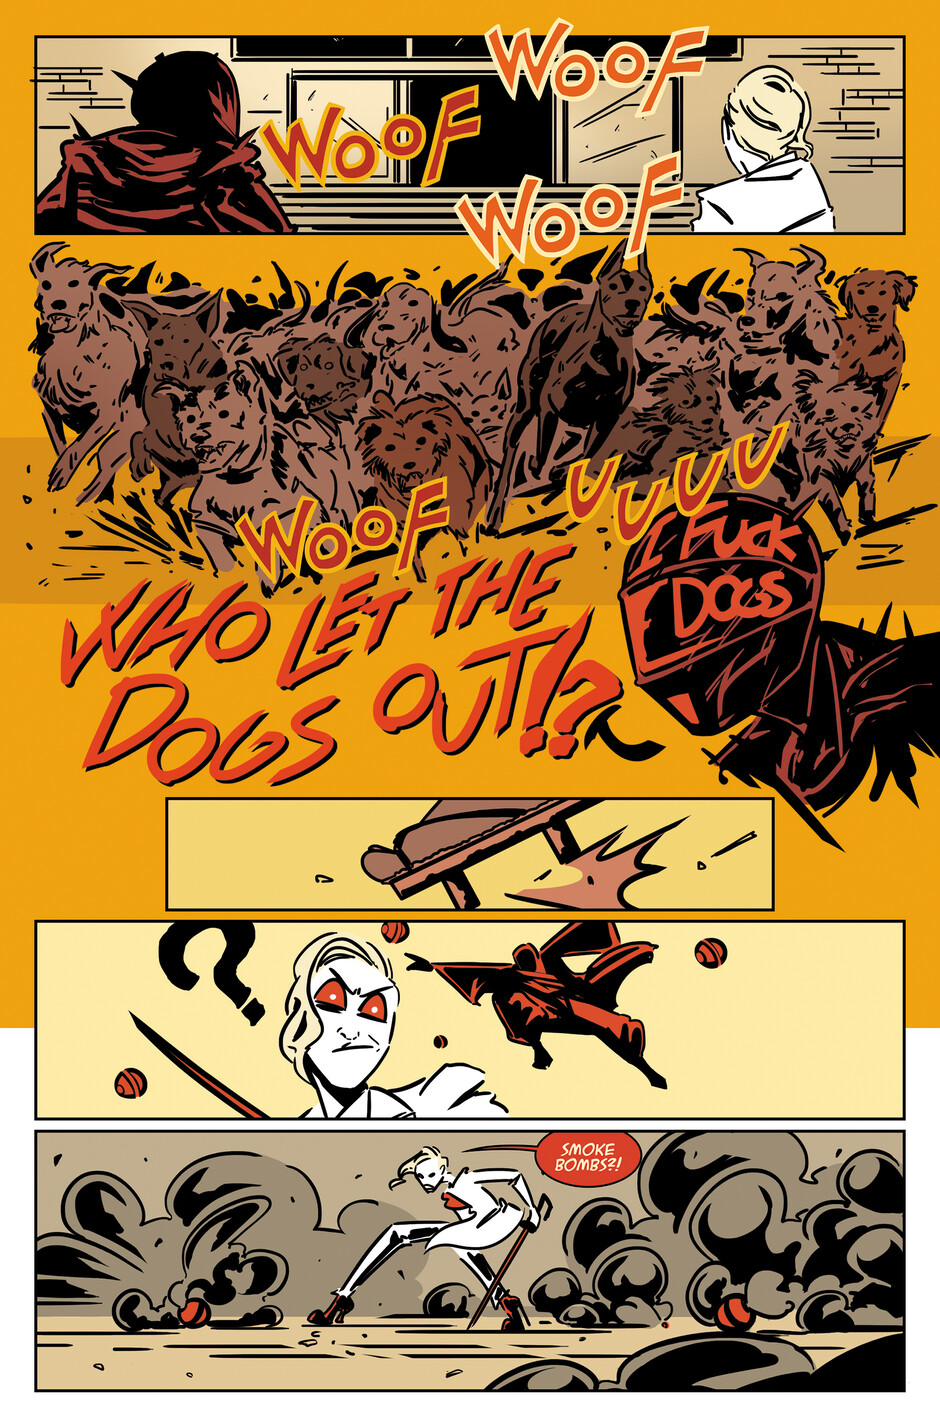 WOOF
WOOF
WOOF
WOOF
UUUU
I FUCK
DOGS
WHO LET THE
DOGS OUT!?
?
SMOKE
BOMBS?!